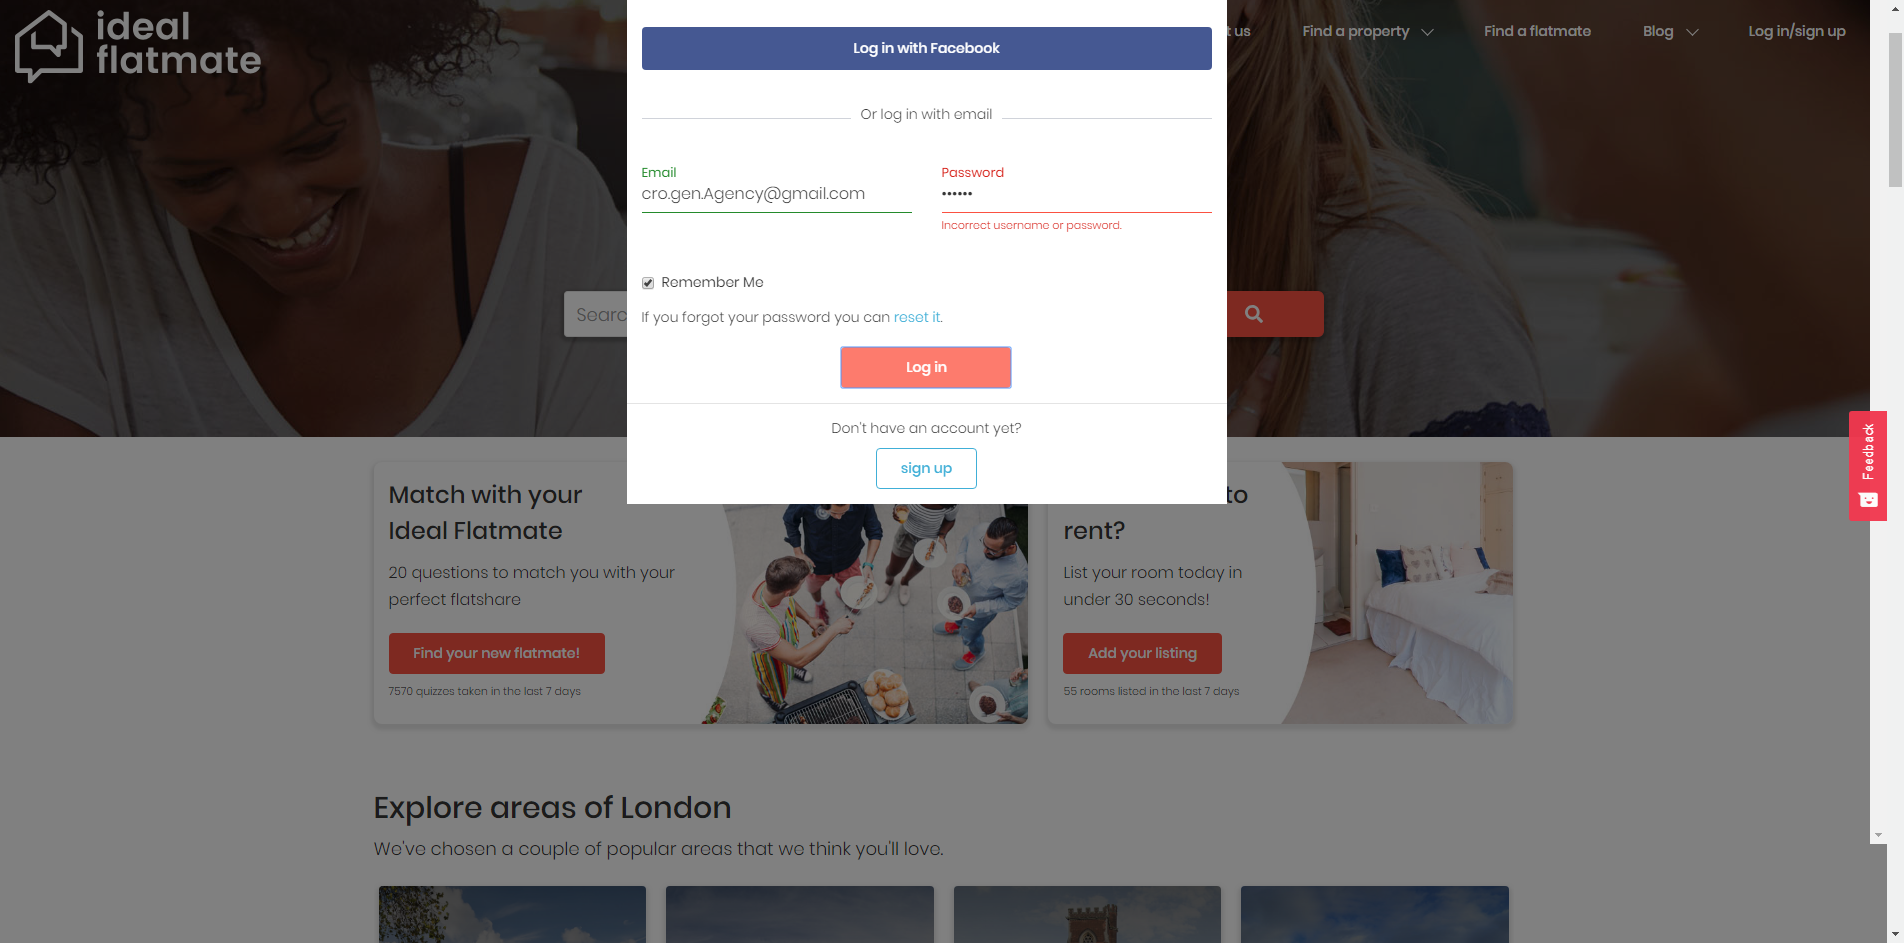 ideal
flatmate
t us
Find a property
Find a flatmate
Blog
Log in/sign up
Log in with Facebook
Or log in with email
Email
Password
cro.gen.Agency@gmail.com
••••••
Incorrect username or password.
Remember Me
Searc
If you forgot your password you can reset it.
Log in
Don't have an account yet?
sign up
Feedback
Match with your
Ideal Flatmate
20 questions to match you with your
perfect flatshare
Find your new flatmate!
7570 quizzes taken in the last 7 days
to
rent?
List your room today in
under 30 seconds!
Add your listing
55 rooms listed in the last 7 days
Explore areas of London
We've chosen a couple of popular areas that we think you'll love.